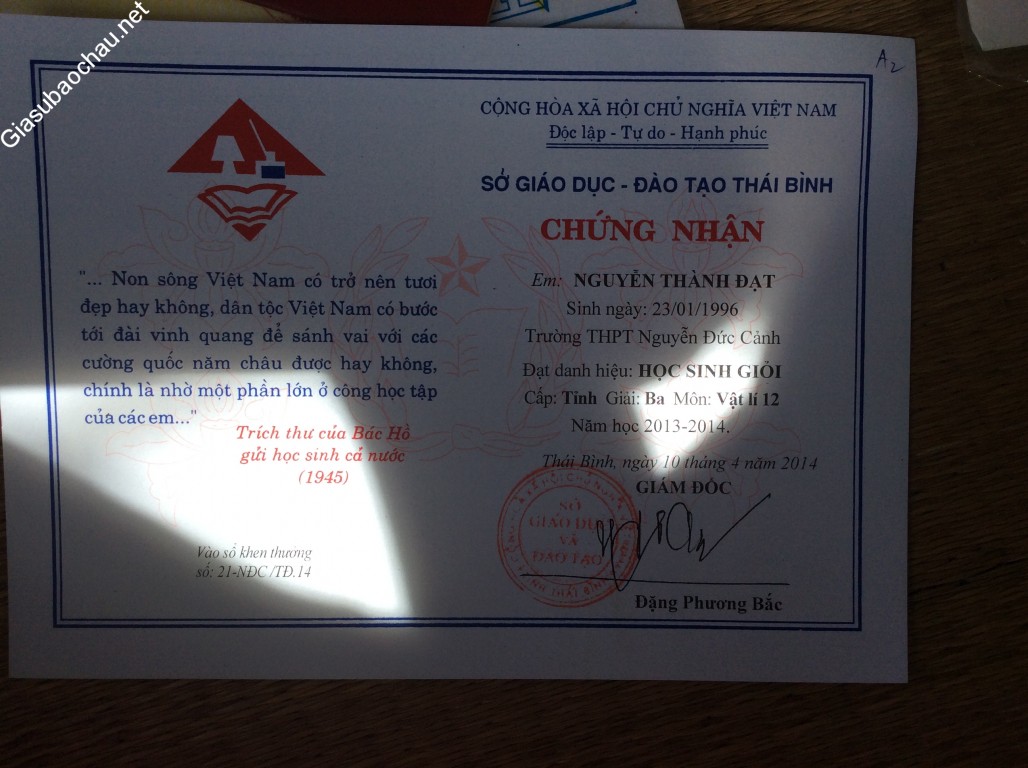 Giasubaochau.net
A2
"... Non sông Việt Nam có trở nên tươi
đẹp hay không, dân tộc Việt Nam có bước
tới đài vinh quang để sánh vai với các
cường quốc năm châu được hay không,
chính là nhờ một phần lớn ở công học tập
của các em..."
Trích thư của Bác Hồ
gửi học sinh cả nước
(1945)
Vào sổ khen thưởng
số: 21-NĐC /TĐ.14
CỘNG HÒA XÃ HỘI CHỦ NGHĨA VIỆT NAM
Độc lập - Tự do - Hạnh phúc
SỞ GIÁO DỤC - ĐÀO TẠO THÁI BÌNH
CHỨNG NHẬN
Em: NGUYỄN THÀNH ĐẠT
Sinh ngày: 23/01/1996
Trường THPT Nguyễn Đức Cảnh
Đạt danh hiệu: HỌC SINH GIỎI
Cấp: Tỉnh Giải: Ba Môn: Vật lí 12
Năm học 2013-2014.
Thái Bình, ngày 10 tháng 4 năm 2014
GIÁM ĐỐC
SỞ
GIÁO DỤC
VÀ
ĐÀO TẠO
Đặng Phương Bắc